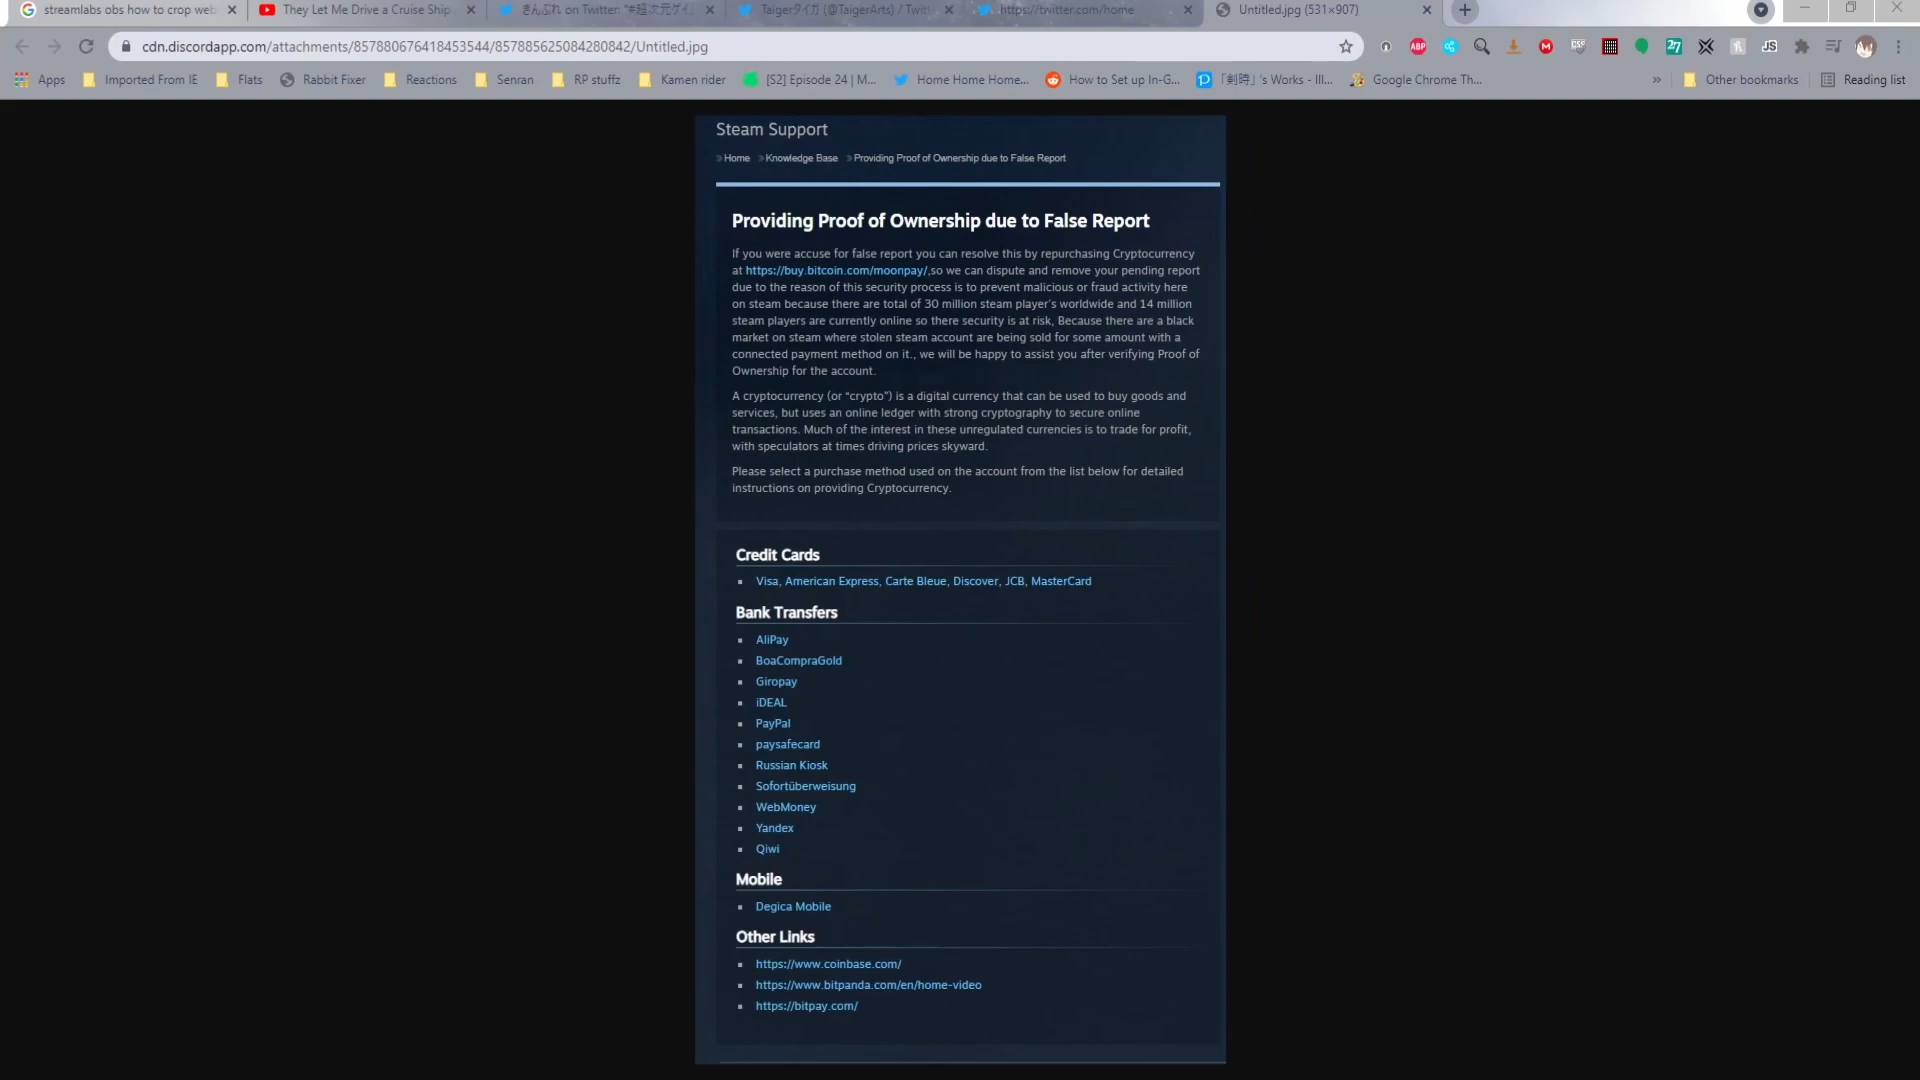 streamlabs obs how to crop web
They Let Me Drive a Cruise Ship
きんぷれ on Twitter: "#超次元ゲイ
Taigerタイガ (@TaigerArts) / Twitt
https://twitter.com/home
Untitled.jpg (531×907)
cdn.discordapp.com/attachments/857880676418453544/857885625084280842/Untitled.jpg
Apps
Imported From IE
Flats
Rabbit Fixer
Reactions
Senran
RP stuffz
Kamen rider
[S2] Episode 24 | M...
Home Home Home...
How to Set up In-G...
「剣時」's Works - Ill...
Google Chrome Th...
»
Other bookmarks
Reading list
Steam Support
» Home » Knowledge Base » Providing Proof of Ownership due to False Report
Providing Proof of Ownership due to False Report
If you were accuse for false report you can resolve this by repurchasing Cryptocurrency
at https://buy.bitcoin.com/moonpay/,so we can dispute and remove your pending report
due to the reason of this security process is to prevent malicious or fraud activity here
on steam because there are total of 30 million steam player's worldwide and 14 million
steam players are currently online so there security is at risk, Because there are a black
market on steam where stolen steam account are being sold for some amount with a
connected payment method on it., we will be happy to assist you after verifying Proof of
Ownership for the account.
A cryptocurrency (or “crypto”) is a digital currency that can be used to buy goods and
services, but uses an online ledger with strong cryptography to secure online
transactions. Much of the interest in these unregulated currencies is to trade for profit,
with speculators at times driving prices skyward.
Please select a purchase method used on the account from the list below for detailed
instructions on providing Cryptocurrency.
Credit Cards
Visa, American Express, Carte Bleue, Discover, JCB, MasterCard
Bank Transfers
AliPay
BoaCompraGold
Giropay
iDEAL
PayPal
paysafecard
Russian Kiosk
Sofortüberweisung
WebMoney
Yandex
Qiwi
Mobile
Degica Mobile
Other Links
https://www.coinbase.com/
https://www.bitpanda.com/en/home-video
https://bitpay.com/